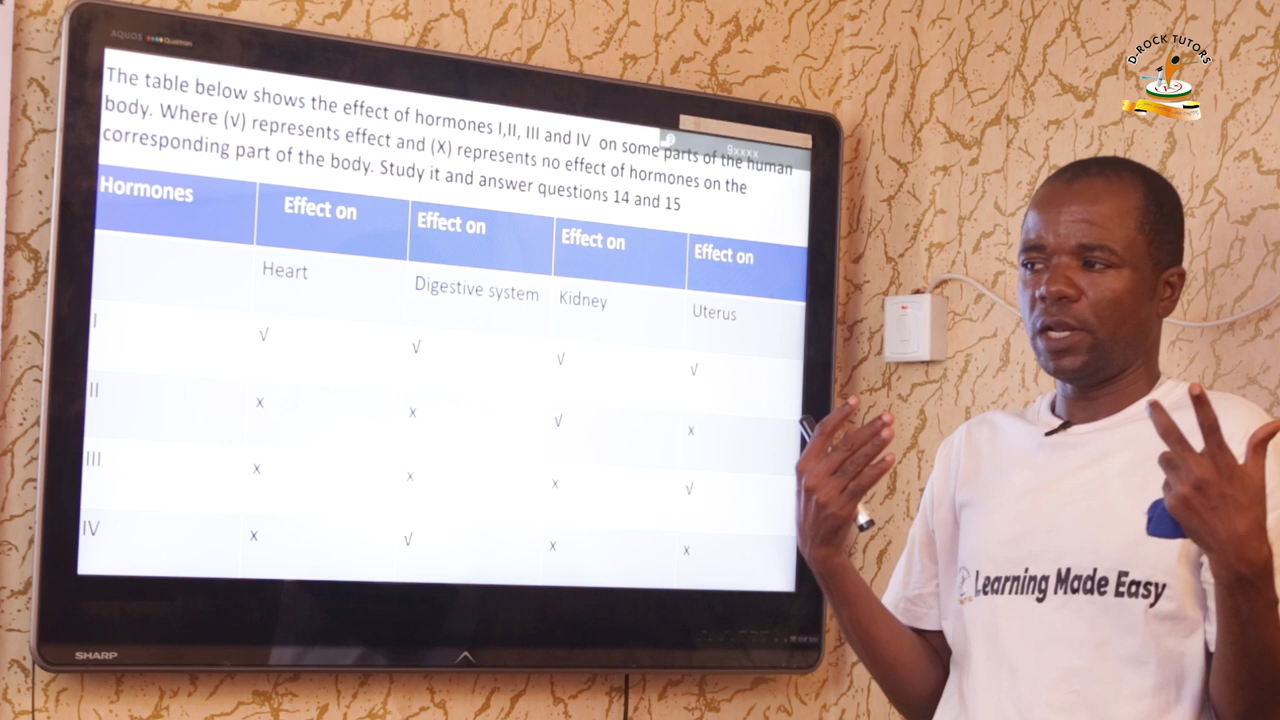 AQUOS Quattron
D-ROCK TUTORS
The table below shows the effect of hormones I,II, III and IV on some parts of the human
body. Where (√) represents effect and (X) represents no effect of hormones on the
corresponding part of the body. Study it and answer questions 14 and 15
9xxxx
Hormones Effect on Effect on Effect on Effect on
Heart Digestive system Kidney Uterus
I √ √ √ √
II x x √ x
III x x x √
IV x √ x x
Learning Made Easy
SHARP